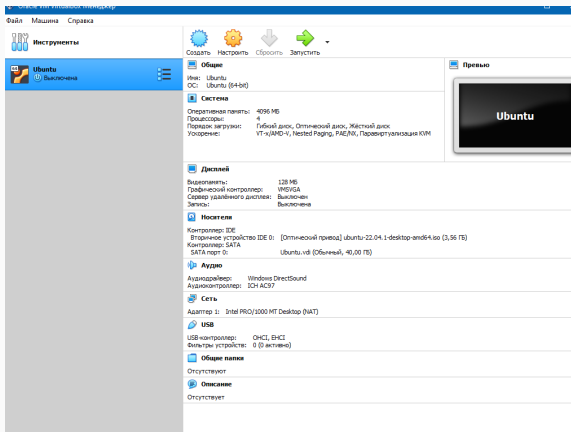 Oracle VM VirtualBox Менеджер
Файл Машина Справка
Инструменты
Создать Настроить Сбросить Запустить
Ubuntu
Выключена
Общие
Имя: Ubuntu
ОС: Ubuntu (64-bit)
Превью
Ubuntu
Система
Оперативная память: 4096 МБ
Процессоры: 4
Порядок загрузки: Гибкий диск, Оптический диск, Жёсткий диск
Ускорение: VT-x/AMD-V, Nested Paging, PAE/NX, Паравиртуализация KVM
Дисплей
Видеопамять: 128 МБ
Графический контроллер: VMSVGA
Сервер удалённого дисплея: Выключен
Запись: Выключена
Носители
Контроллер: IDE
Вторичное устройство IDE 0: [Оптический привод] ubuntu-22.04.1-desktop-amd64.iso (3,56 ГБ)
Контроллер: SATA
SATA порт 0: Ubuntu.vdi (Обычный, 40,00 ГБ)
Аудио
Аудиодрайвер: Windows DirectSound
Аудиоконтроллер: ICH AC97
Сеть
Адаптер 1: Intel PRO/1000 MT Desktop (NAT)
USB
USB-контроллер: OHCI, EHCI
Фильтры устройств: 0 (0 активно)
Общие папки
Отсутствуют
Описание
Отсутствует